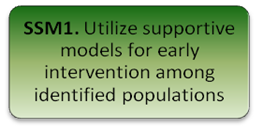 SSM1. Utilize supportive
models for early
intervention among
identified populations